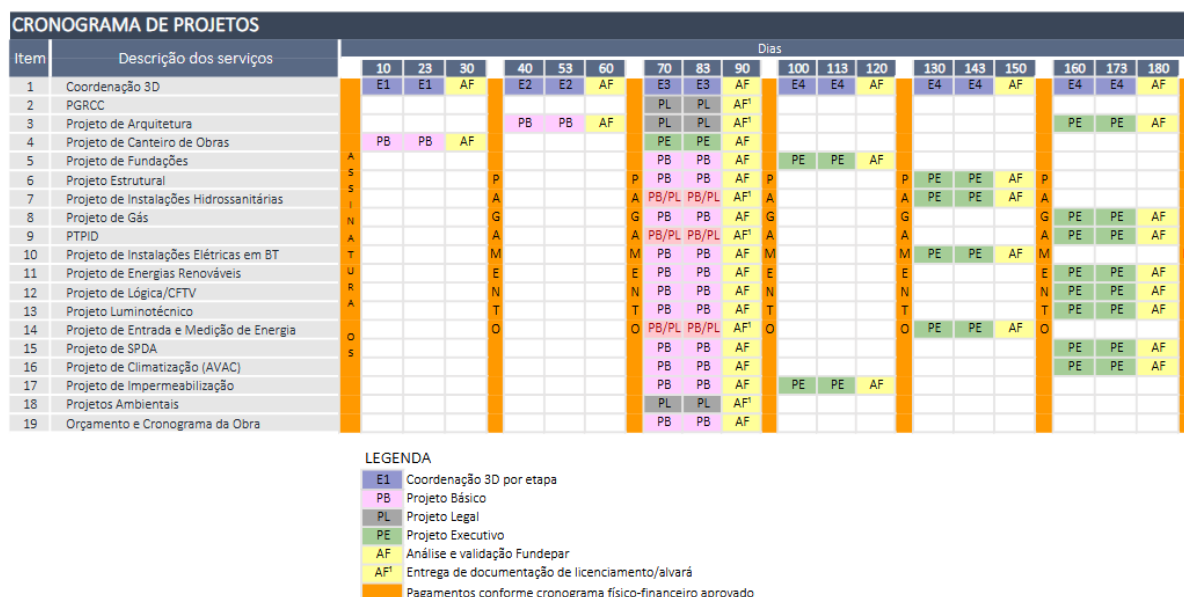 CRONOGRAMA DE PROJETOS
Item Descrição dos serviços Dias
10 23 30 40 53 60 70 83 90 100 113 120 130 143 150 160 173 180
1 Coordenação 3D E1 E1 AF E2 E2 AF E3 E3 AF E4 E4 AF E4 E4 AF E4 E4 AF
2 PGRCC PL PL AF¹
3 Projeto de Arquitetura PB PB AF PL PL AF¹ PE PE AF
4 Projeto de Canteiro de Obras PB PB AF PE PE AF
5 Projeto de Fundações PB PB AF PE PE AF
6 Projeto Estrutural PB PB AF PE PE AF
7 Projeto de Instalações Hidrossanitárias PB/PL PB/PL AF¹ PE PE AF
8 Projeto de Gás PB PB AF PE PE AF
9 PTPID PB/PL PB/PL AF¹ PE PE AF
10 Projeto de Instalações Elétricas em BT PB PB AF PE PE AF
11 Projeto de Energias Renováveis PB PB AF PE PE AF
12 Projeto de Lógica/CFTV PB PB AF PE PE AF
13 Projeto Luminotécnico PB PB AF PE PE AF
14 Projeto de Entrada e Medição de Energia PB/PL PB/PL AF¹ PE PE AF
15 Projeto de SPDA PB PB AF PE PE AF
16 Projeto de Climatização (AVAC) PB PB AF PE PE AF
17 Projeto de Impermeabilização PB PB AF PE PE AF
18 Projetos Ambientais PL PL AF¹
19 Orçamento e Cronograma da Obra PB PB AF
ASSINATURA OS
PAGAMENTO
PAGAMENTO
PAGAMENTO
PAGAMENTO
PAGAMENTO
LEGENDA
E1 Coordenação 3D por etapa
PB Projeto Básico
PL Projeto Legal
PE Projeto Executivo
AF Análise e validação Fundepar
AF¹ Entrega de documentação de licenciamento/alvará
Pagamentos conforme cronograma físico-financeiro aprovado